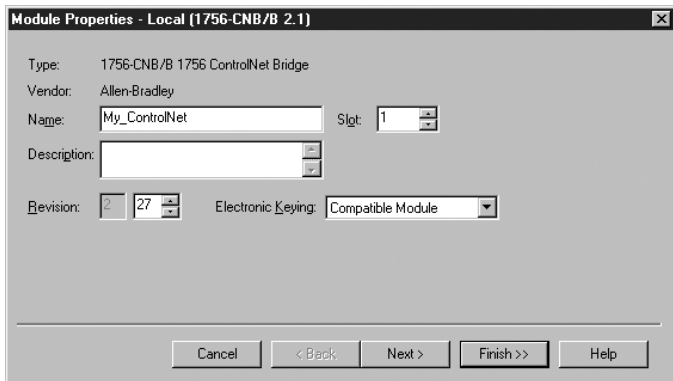 Module Properties - Local (1756-CNB/B 2.1)
Type: 1756-CNB/B 1756 ControlNet Bridge
Vendor: Allen-Bradley
Name: My_ControlNet Slot: 1
Description:
Revision: 2 27 Electronic Keying: Compatible Module
Cancel < Back Next > Finish >> Help